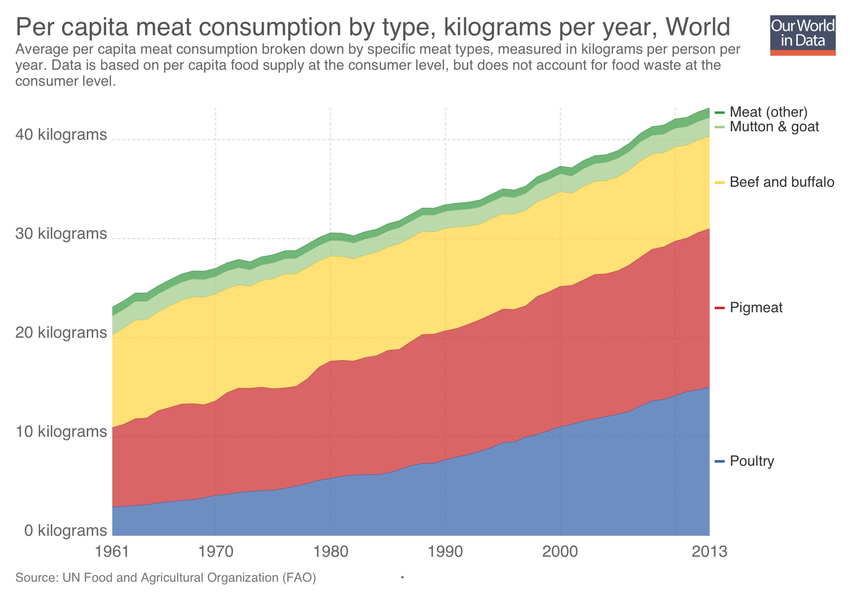 Per capita meat consumption by type, kilograms per year, World
Our World
in Data
Average per capita meat consumption broken down by specific meat types, measured in kilograms per person per
year. Data is based on per capita food supply at the consumer level, but does not account for food waste at the
consumer level.
Meat (other)
Mutton & goat
40 kilograms
Beef and buffalo
30 kilograms
Pigmeat
20 kilograms
10 kilograms
Poultry
0 kilograms
1961 1970 1980 1990 2000 2013
Source: UN Food and Agricultural Organization (FAO) •